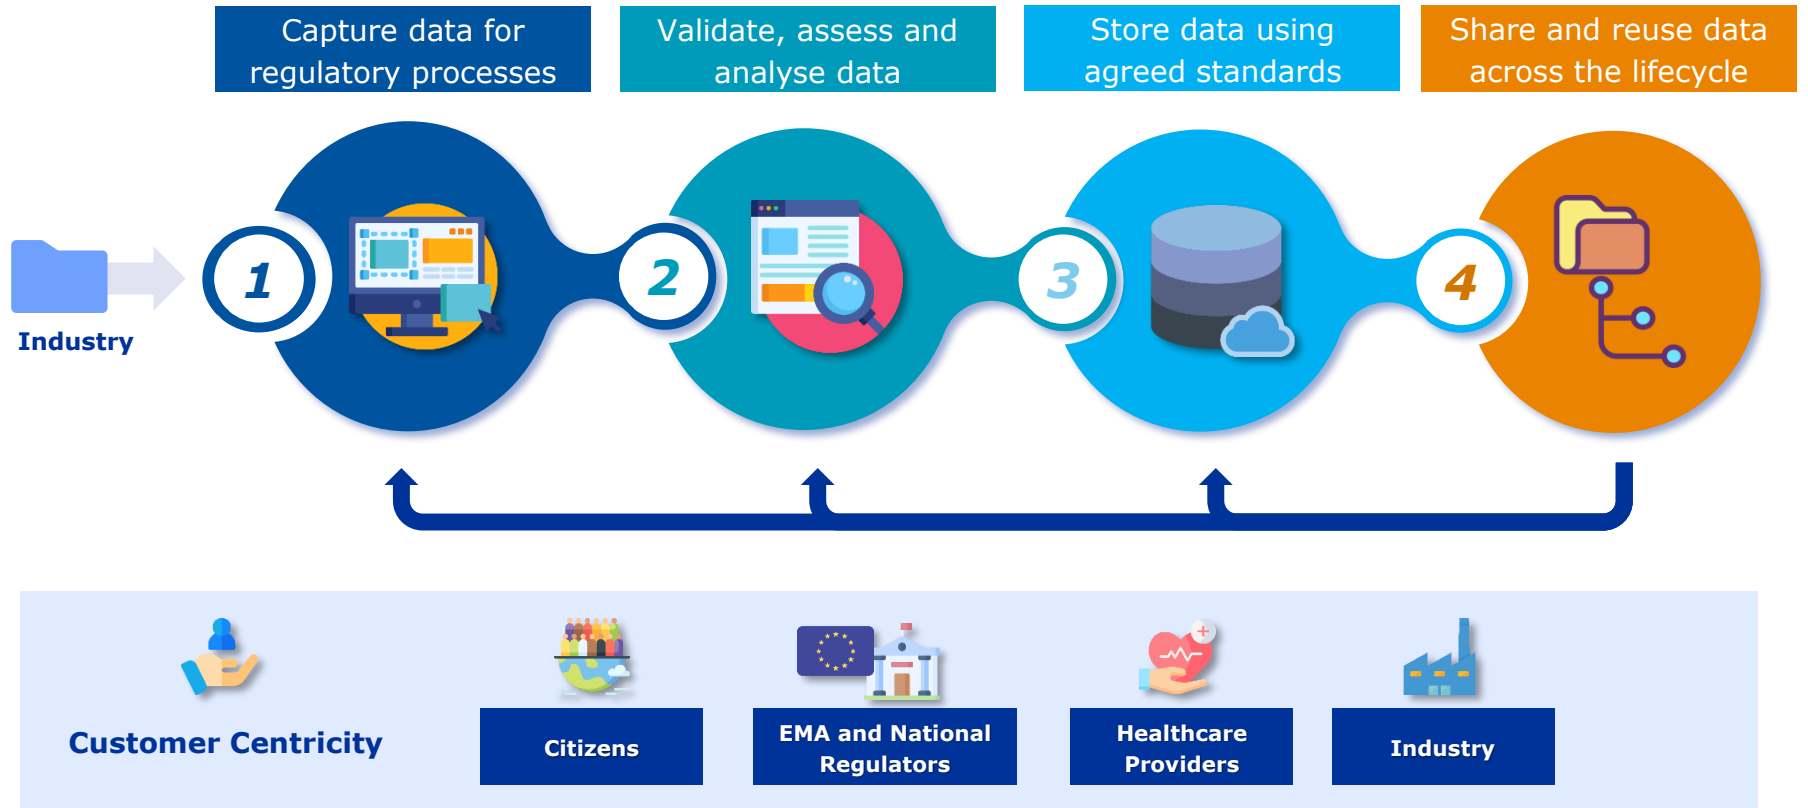 Capture data for
regulatory processes
Validate, assess and
analyse data
Store data using
agreed standards
Share and reuse data
across the lifecycle
1
2
3
4
Industry
Customer Centricity
Citizens
EMA and National
Regulators
Healthcare
Providers
Industry